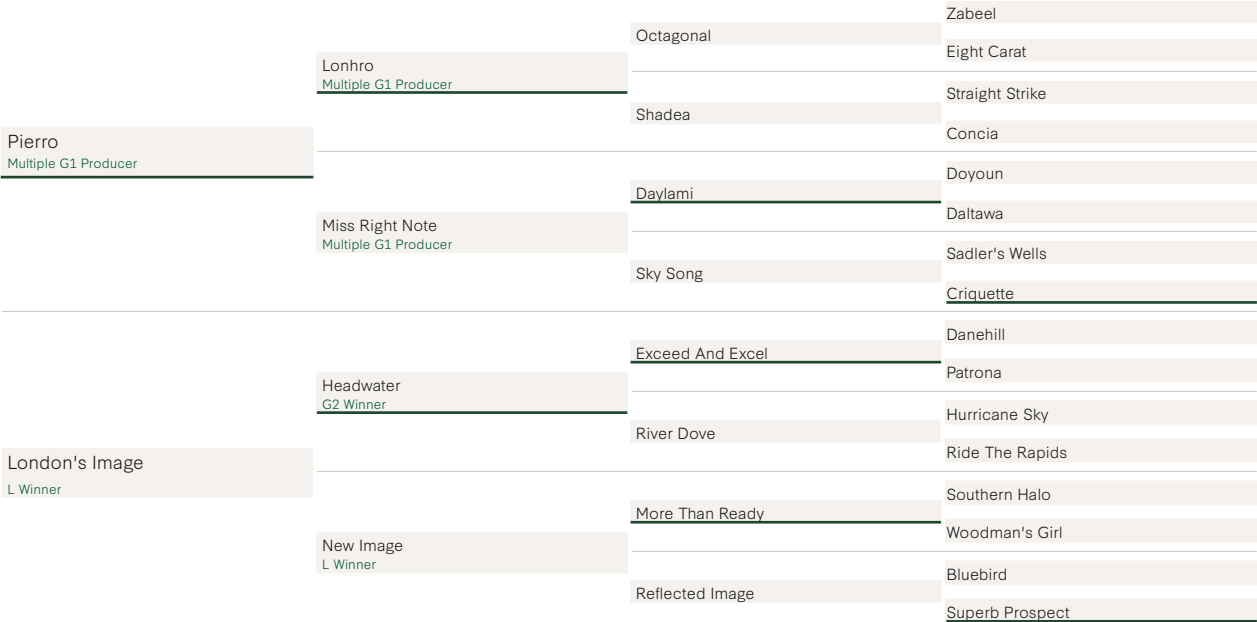 Pierro
Multiple G1 Producer
London's Image
L Winner
Lonhro
Multiple G1 Producer
Miss Right Note
Multiple G1 Producer
Headwater
G2 Winner
New Image
L Winner
Octagonal
Shadea
Daylami
Sky Song
Exceed And Excel
River Dove
More Than Ready
Reflected Image
Zabeel
Eight Carat
Straight Strike
Concia
Doyoun
Daltawa
Sadler's Wells
Criquette
Danehill
Patrona
Hurricane Sky
Ride The Rapids
Southern Halo
Woodman's Girl
Bluebird
Superb Prospect